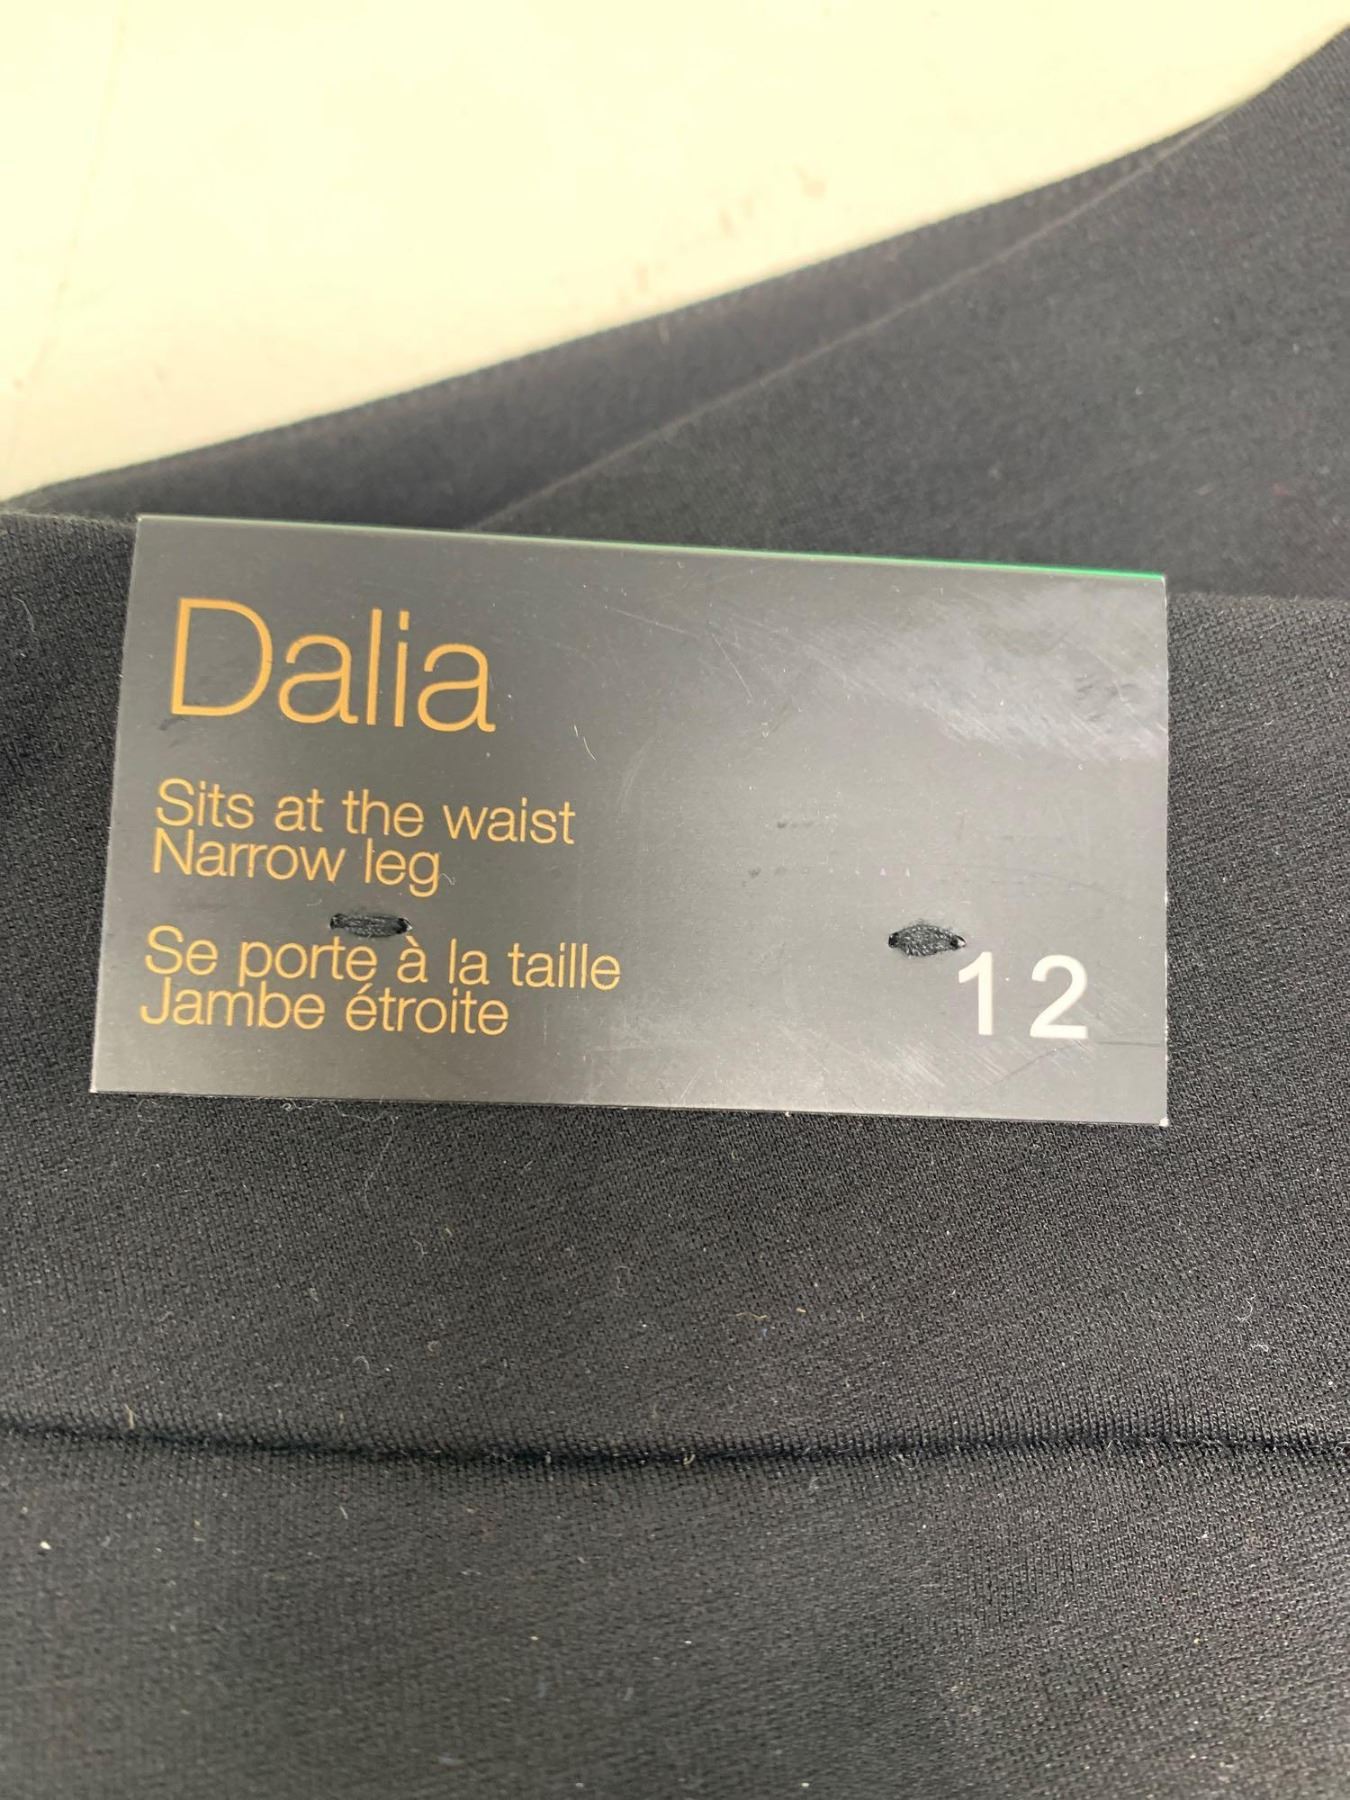 Dalia
Sits at the waist
Narrow leg
Se porte à la taille
Jambe étroite
12